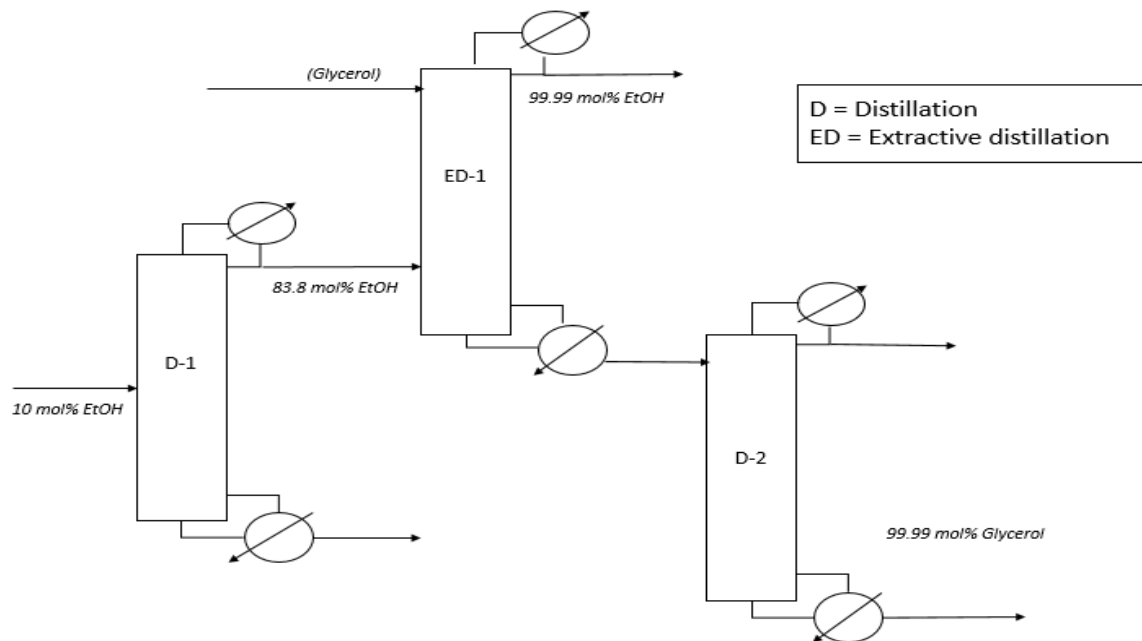 (Glycerol)
99.99 mol% EtOH
D = Distillation
ED = Extractive distillation
ED-1
83.8 mol% EtOH
D-1
10 mol% EtOH
D-2
99.99 mol% Glycerol